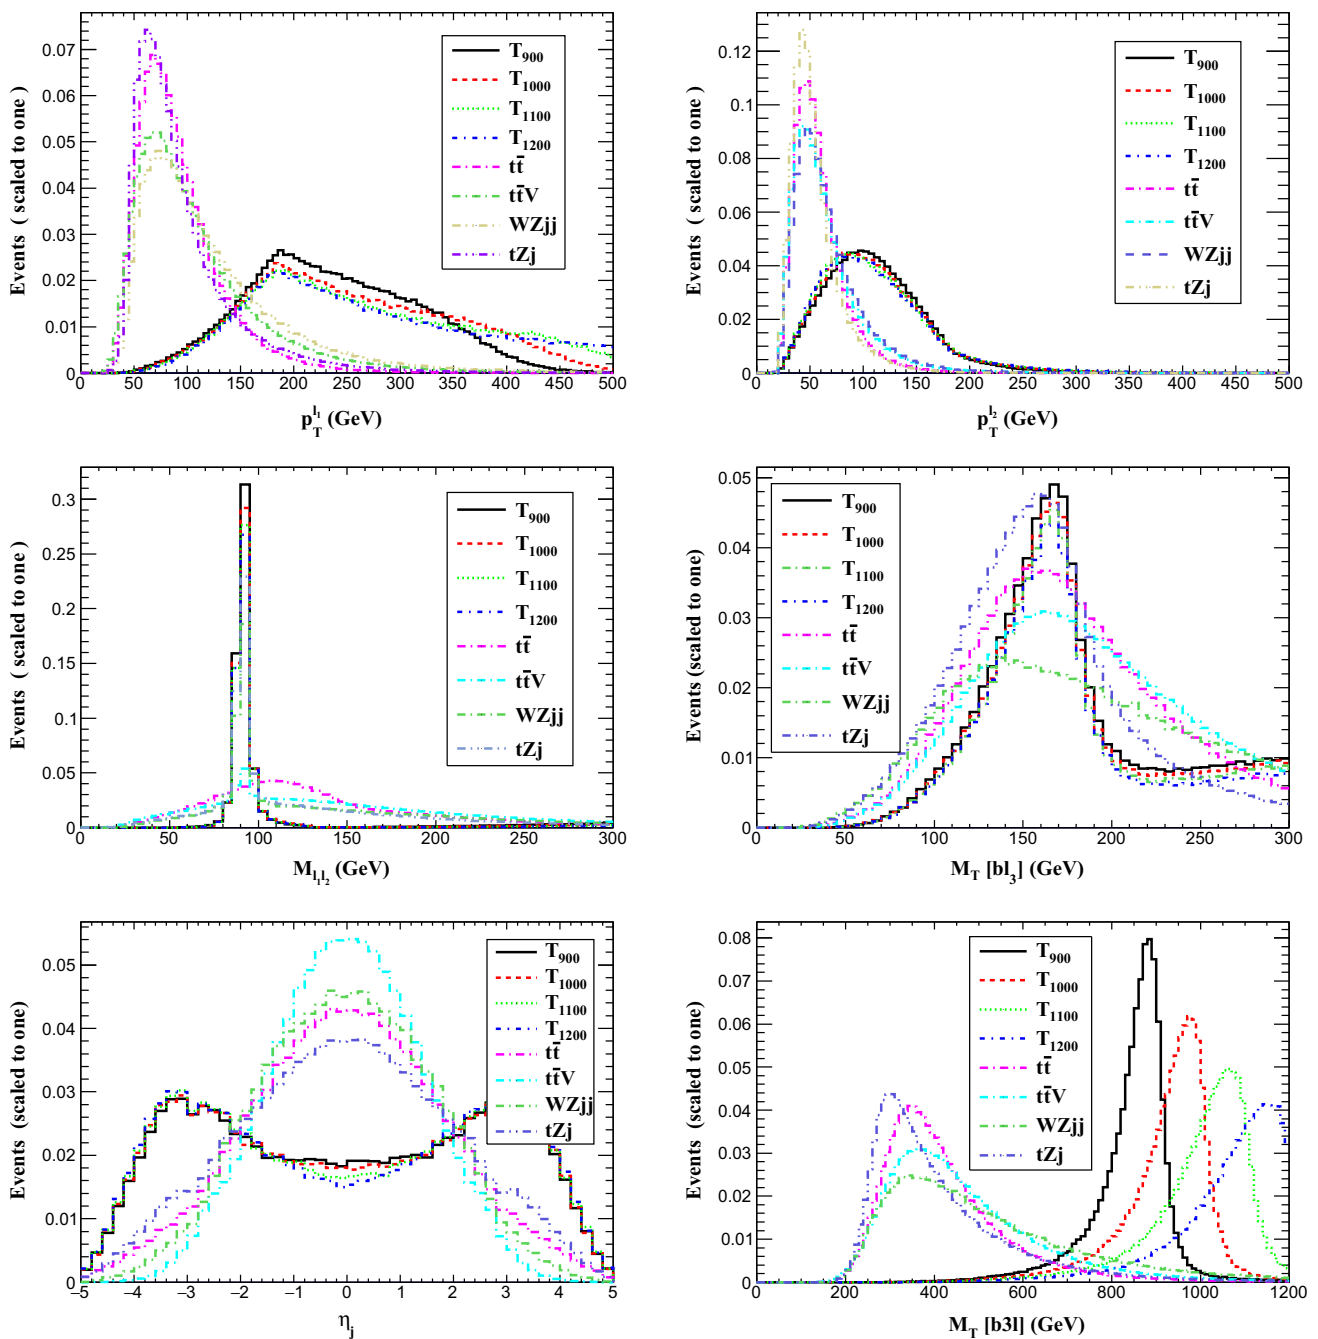 Events ( scaled to one )
0.07
0.06
0.05
0.04
0.03
0.02
0.01
0
T900
T1000
T1100
T1200
tt̄
tt̄V
WZjj
tZj
0 50 100 150 200 250 300 350 400 450 500
p_T^l1 (GeV)
Events ( scaled to one )
0.12
0.1
0.08
0.06
0.04
0.02
0
T900
T1000
T1100
T1200
tt̄
tt̄V
WZjj
tZj
0 50 100 150 200 250 300 350 400 450 500
p_T^l2 (GeV)
Events ( scaled to one )
0.3
0.25
0.2
0.15
0.1
0.05
0
T900
T1000
T1100
T1200
tt̄
tt̄V
WZjj
tZj
0 50 100 150 200 250 300
M_l1l2 (GeV)
Events (scaled to one)
0.05
0.04
0.03
0.02
0.01
0
T900
T1000
T1100
T1200
tt̄
tt̄V
WZjj
tZj
0 50 100 150 200 250 300
M_T [bl3] (GeV)
Events (scaled to one)
0.05
0.04
0.03
0.02
0.01
0
T900
T1000
T1100
T1200
tt̄
tt̄V
WZjj
tZj
−5 −4 −3 −2 −1 0 1 2 3 4 5
η_j
Events (scaled to one)
0.08
0.07
0.06
0.05
0.04
0.03
0.02
0.01
0
T900
T1000
T1100
T1200
tt̄
tt̄V
WZjj
tZj
0 200 400 600 800 1000 1200
M_T [b3l] (GeV)